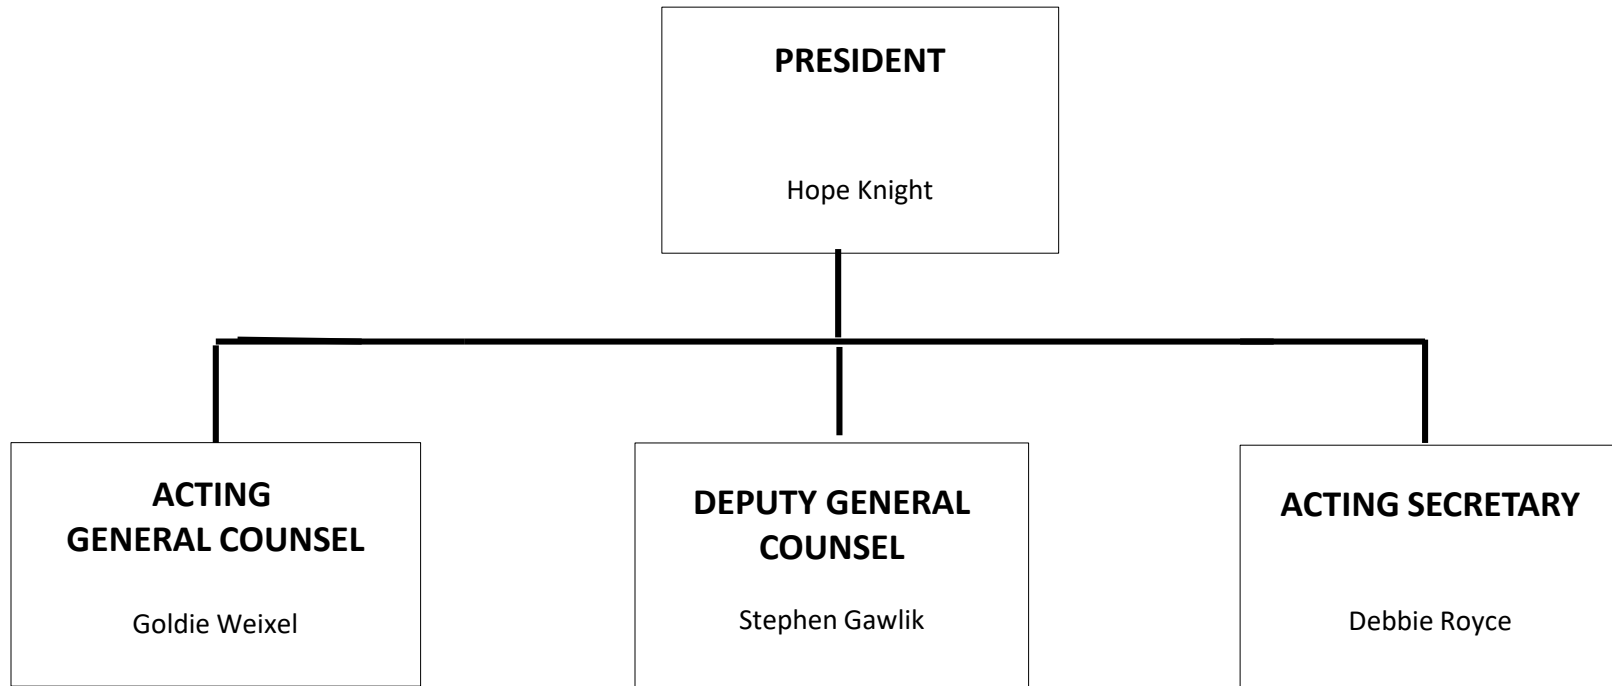 PRESIDENT
Hope Knight
ACTING
GENERAL COUNSEL
Goldie Weixel
DEPUTY GENERAL
COUNSEL
Stephen Gawlik
ACTING SECRETARY
Debbie Royce